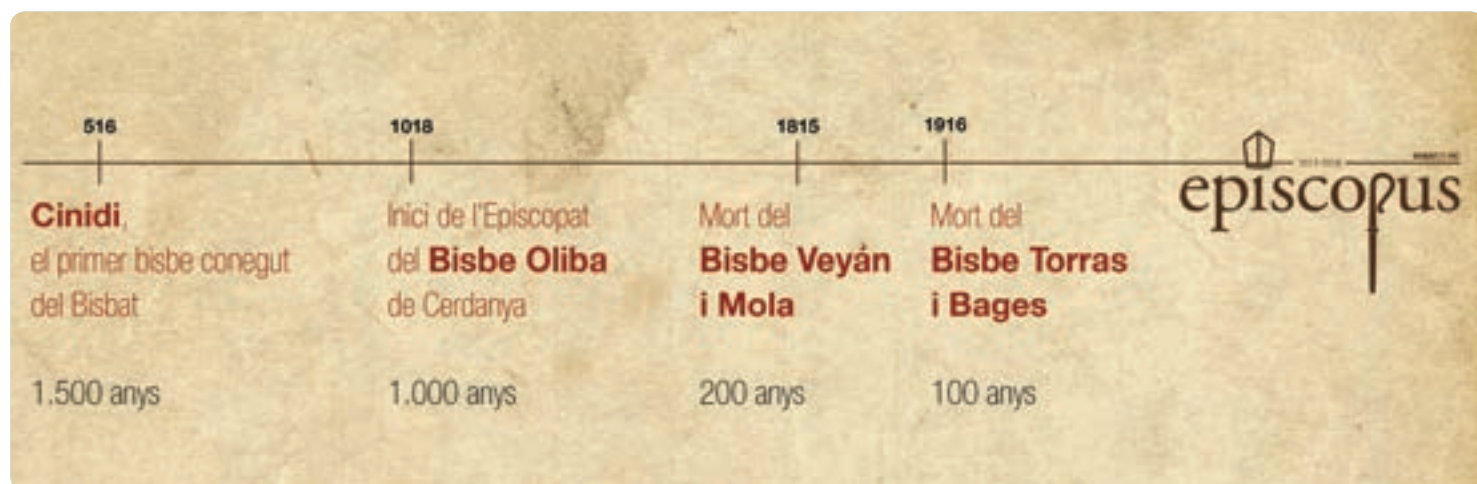 516
Cinidi,
el primer bisbe conegut
del Bisbat
1.500 anys
1018
Inici de l'Episcopat
del Bisbe Oliba
de Cerdanya
1.000 anys
1815
Mort del
Bisbe Veyán
i Mola
200 anys
1916
Mort del
Bisbe Torras
i Bages
100 anys
episcopus